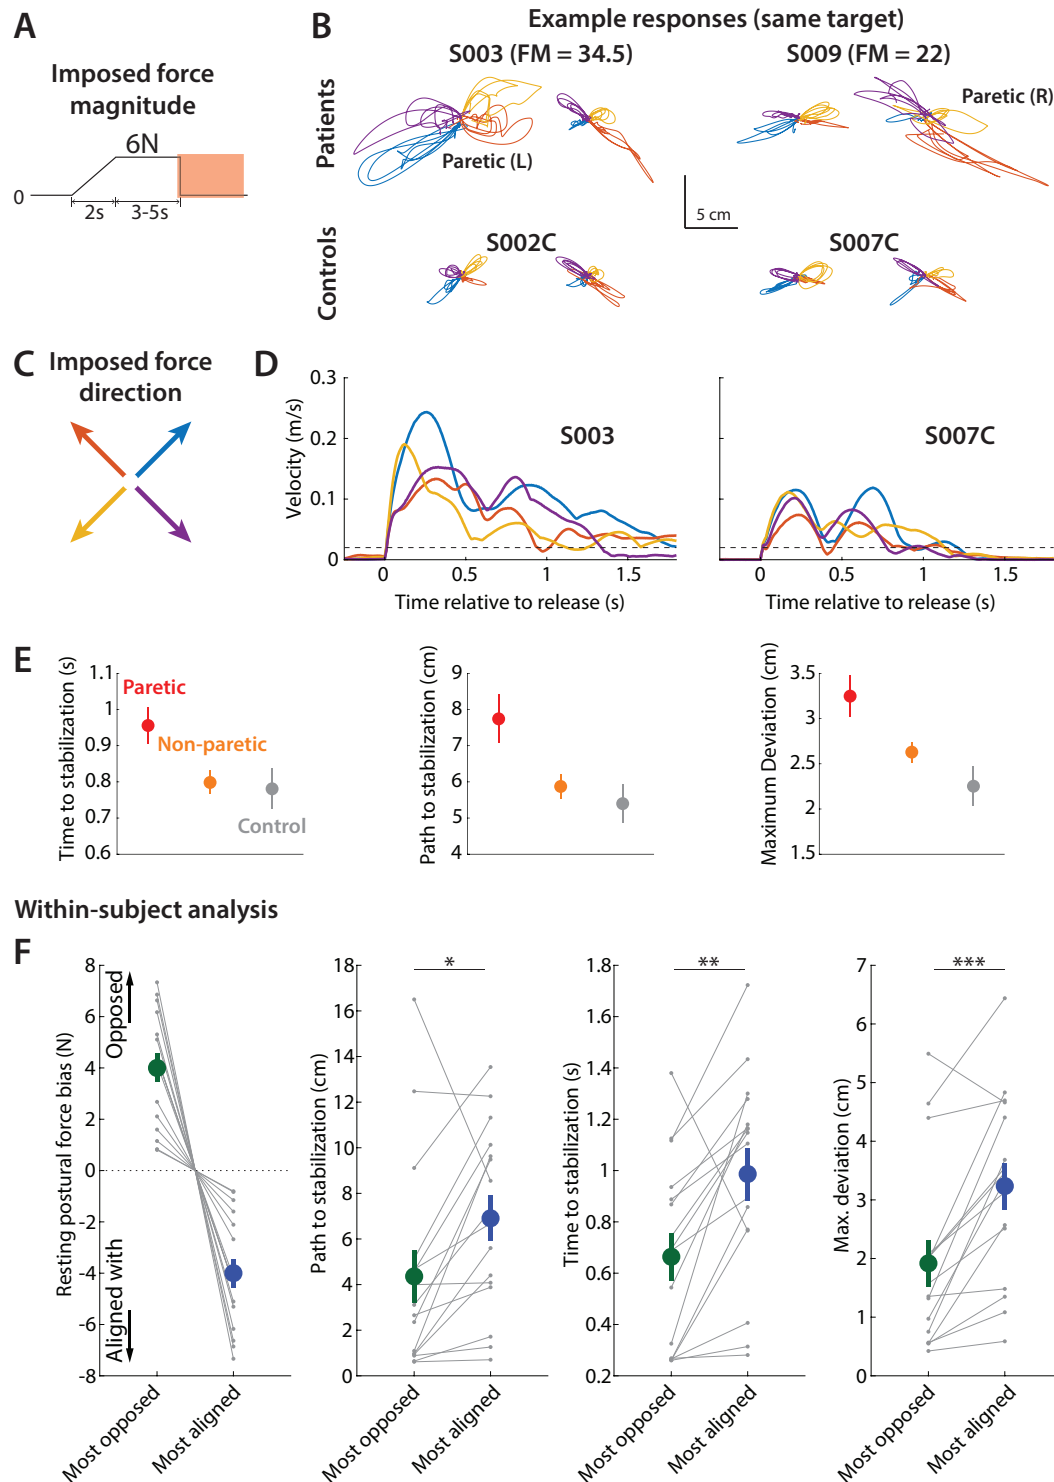 A
Imposed force
magnitude
6N
0
2s
3-5s
B
Example responses (same target)
S003 (FM = 34.5)
S009 (FM = 22)
Patients
Paretic (L)
Paretic (R)
5 cm
Controls
S002C
S007C
C
Imposed force
direction
D
Velocity (m/s)
0.3
0.2
0.1
0
S003
S007C
0
0.5
1
1.5
0
0.5
1
1.5
Time relative to release (s)
Time relative to release (s)
E
Time to stabilization (s)
1.1
1
0.9
0.8
0.7
0.6
Paretic
Non-paretic
Control
Path to stabilization (cm)
9
8
7
6
5
4
Maximum Deviation (cm)
3.5
3
2.5
2
1.5
Within-subject analysis
F
Resting postural force bias (N)
8
6
4
2
0
-2
-4
-6
-8
Opposed
Aligned with
Most opposed
Most aligned
Path to stabilization (cm)
18
16
14
12
10
8
6
4
2
0
*
Most opposed
Most aligned
Time to stabilization (s)
1.8
1.6
1.4
1.2
1
0.8
0.6
0.4
0.2
**
Most opposed
Most aligned
Max. deviation (cm)
7
6
5
4
3
2
1
0
***
Most opposed
Most aligned